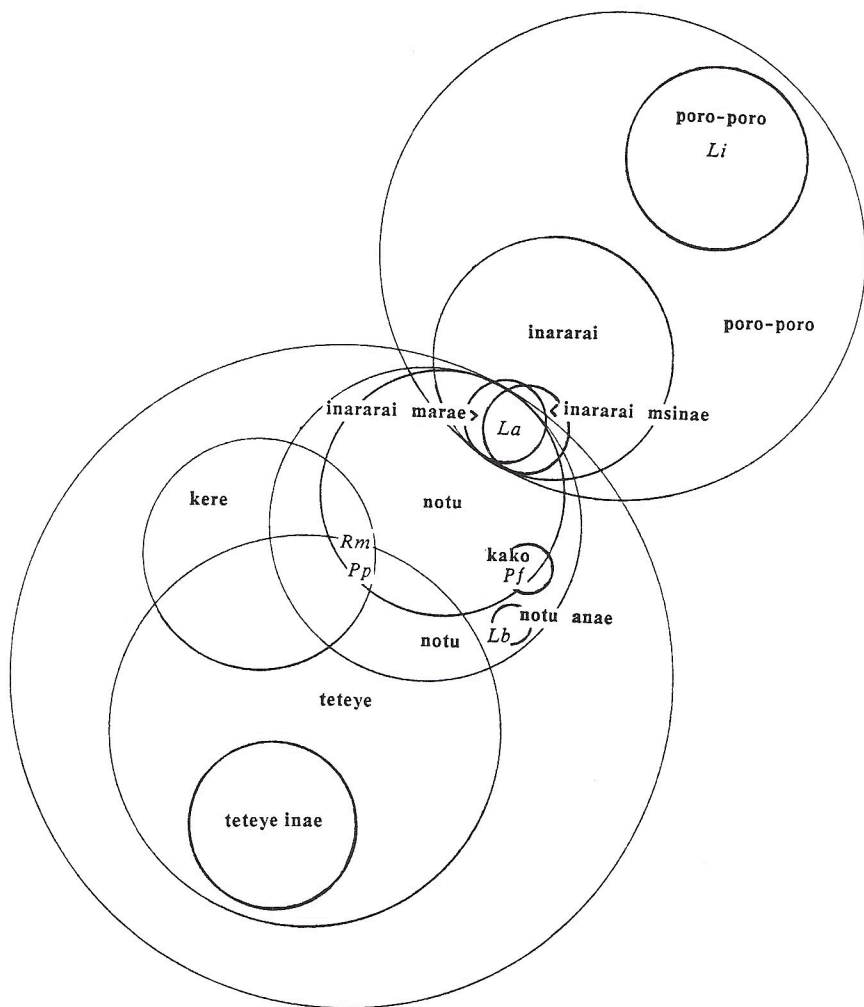 poro-poro
Li
inararai
poro-poro
inararai marae
inararai msinae
La
kere
notu
Rm
kako
Pp
Pf
notu anae
Lb
notu
teteye
teteye inae